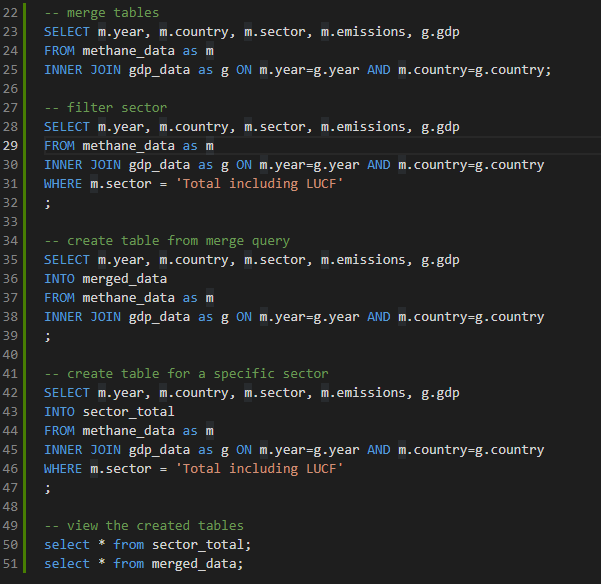 22 -- merge tables
23 SELECT m.year, m.country, m.sector, m.emissions, g.gdp
24 FROM methane_data as m
25 INNER JOIN gdp_data as g ON m.year=g.year AND m.country=g.country;
26
27 -- filter sector
28 SELECT m.year, m.country, m.sector, m.emissions, g.gdp
29 FROM methane_data as m
30 INNER JOIN gdp_data as g ON m.year=g.year AND m.country=g.country
31 WHERE m.sector = 'Total including LUCF'
32 ;
33
34 -- create table from merge query
35 SELECT m.year, m.country, m.sector, m.emissions, g.gdp
36 INTO merged_data
37 FROM methane_data as m
38 INNER JOIN gdp_data as g ON m.year=g.year AND m.country=g.country
39 ;
40
41 -- create table for a specific sector
42 SELECT m.year, m.country, m.sector, m.emissions, g.gdp
43 INTO sector_total
44 FROM methane_data as m
45 INNER JOIN gdp_data as g ON m.year=g.year AND m.country=g.country
46 WHERE m.sector = 'Total including LUCF'
47 ;
48
49 -- view the created tables
50 select * from sector_total;
51 select * from merged_data;